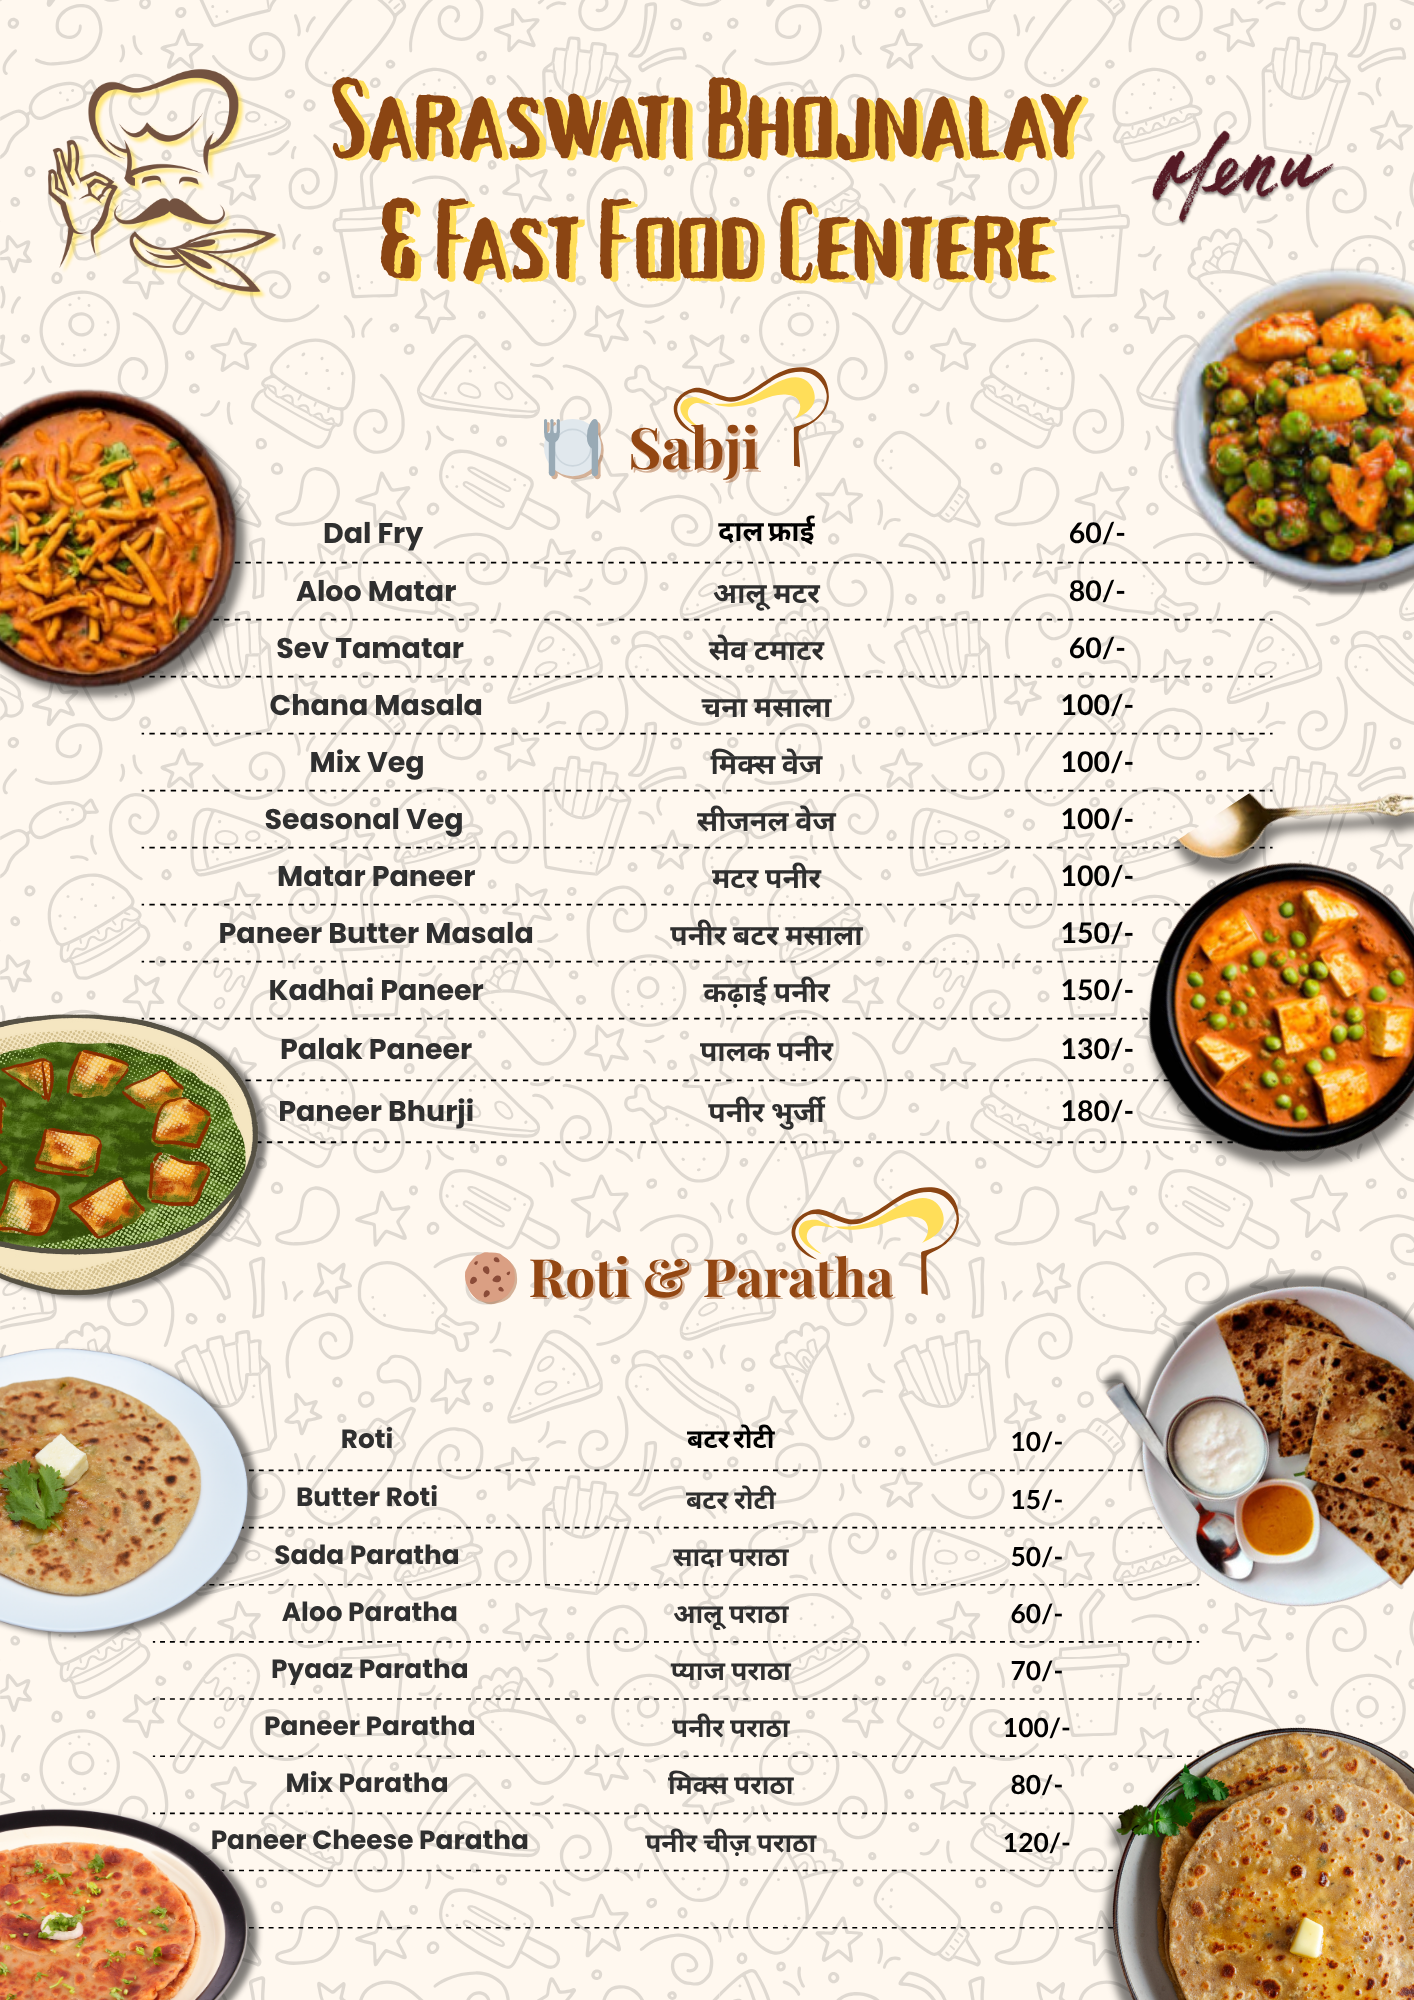 Saraswati Bhojnalay
& Fast Food Centere
Menu
Sabji
Dal Fry दाल फ्राई 60/-
Aloo Matar आलू मटर 80/-
Sev Tamatar सेव टमाटर 60/-
Chana Masala चना मसाला 100/-
Mix Veg मिक्स वेज 100/-
Seasonal Veg सीजनल वेज 100/-
Matar Paneer मटर पनीर 100/-
Paneer Butter Masala पनीर बटर मसाला 150/-
Kadhai Paneer कढ़ाई पनीर 150/-
Palak Paneer पालक पनीर 130/-
Paneer Bhurji पनीर भुर्जी 180/-
Roti & Paratha
Roti बटर रोटी 10/-
Butter Roti बटर रोटी 15/-
Sada Paratha सादा पराठा 50/-
Aloo Paratha आलू पराठा 60/-
Pyaaz Paratha प्याज पराठा 70/-
Paneer Paratha पनीर पराठा 100/-
Mix Paratha मिक्स पराठा 80/-
Paneer Cheese Paratha पनीर चीज़ पराठा 120/-